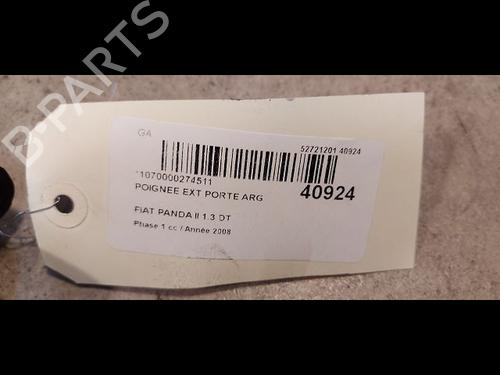 B-PARTS
GA
52721201 40924
*1070000274511
POIGNEE EXT PORTE ARG
40924
FIAT PANDA II 1.3 DT
Phase 1 cc / Année 2008